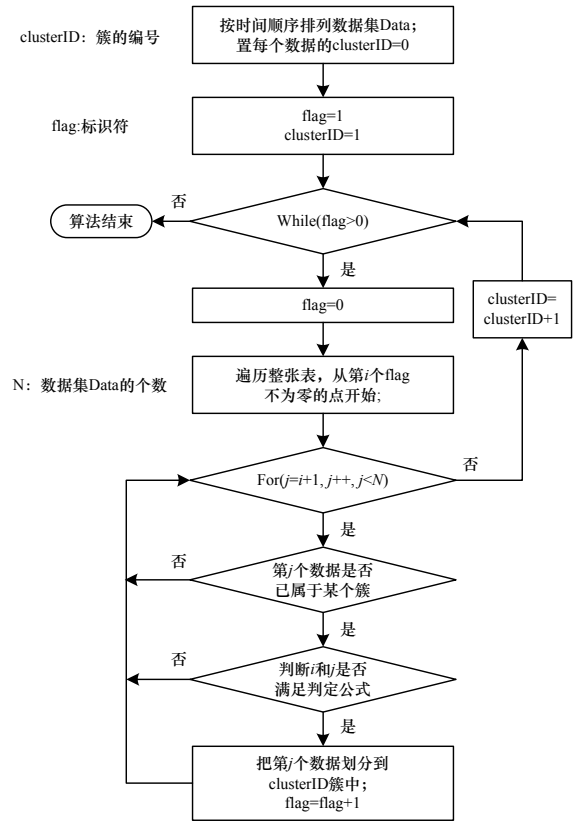 clusterID：簇的编号
按时间顺序排列数据集Data；
置每个数据的clusterID=0
flag:标识符
flag=1
clusterID=1
否
算法结束
While(flag>0)
是
flag=0
clusterID=
clusterID+1
N：数据集Data的个数
遍历整张表，从第i个flag
不为零的点开始;
For(j=i+1, j++, j<N)
否
是
否
第j个数据是否
已属于某个簇
是
否
判断i和j是否
满足判定公式
是
把第j个数据划分到
clusterID簇中；
flag=flag+1